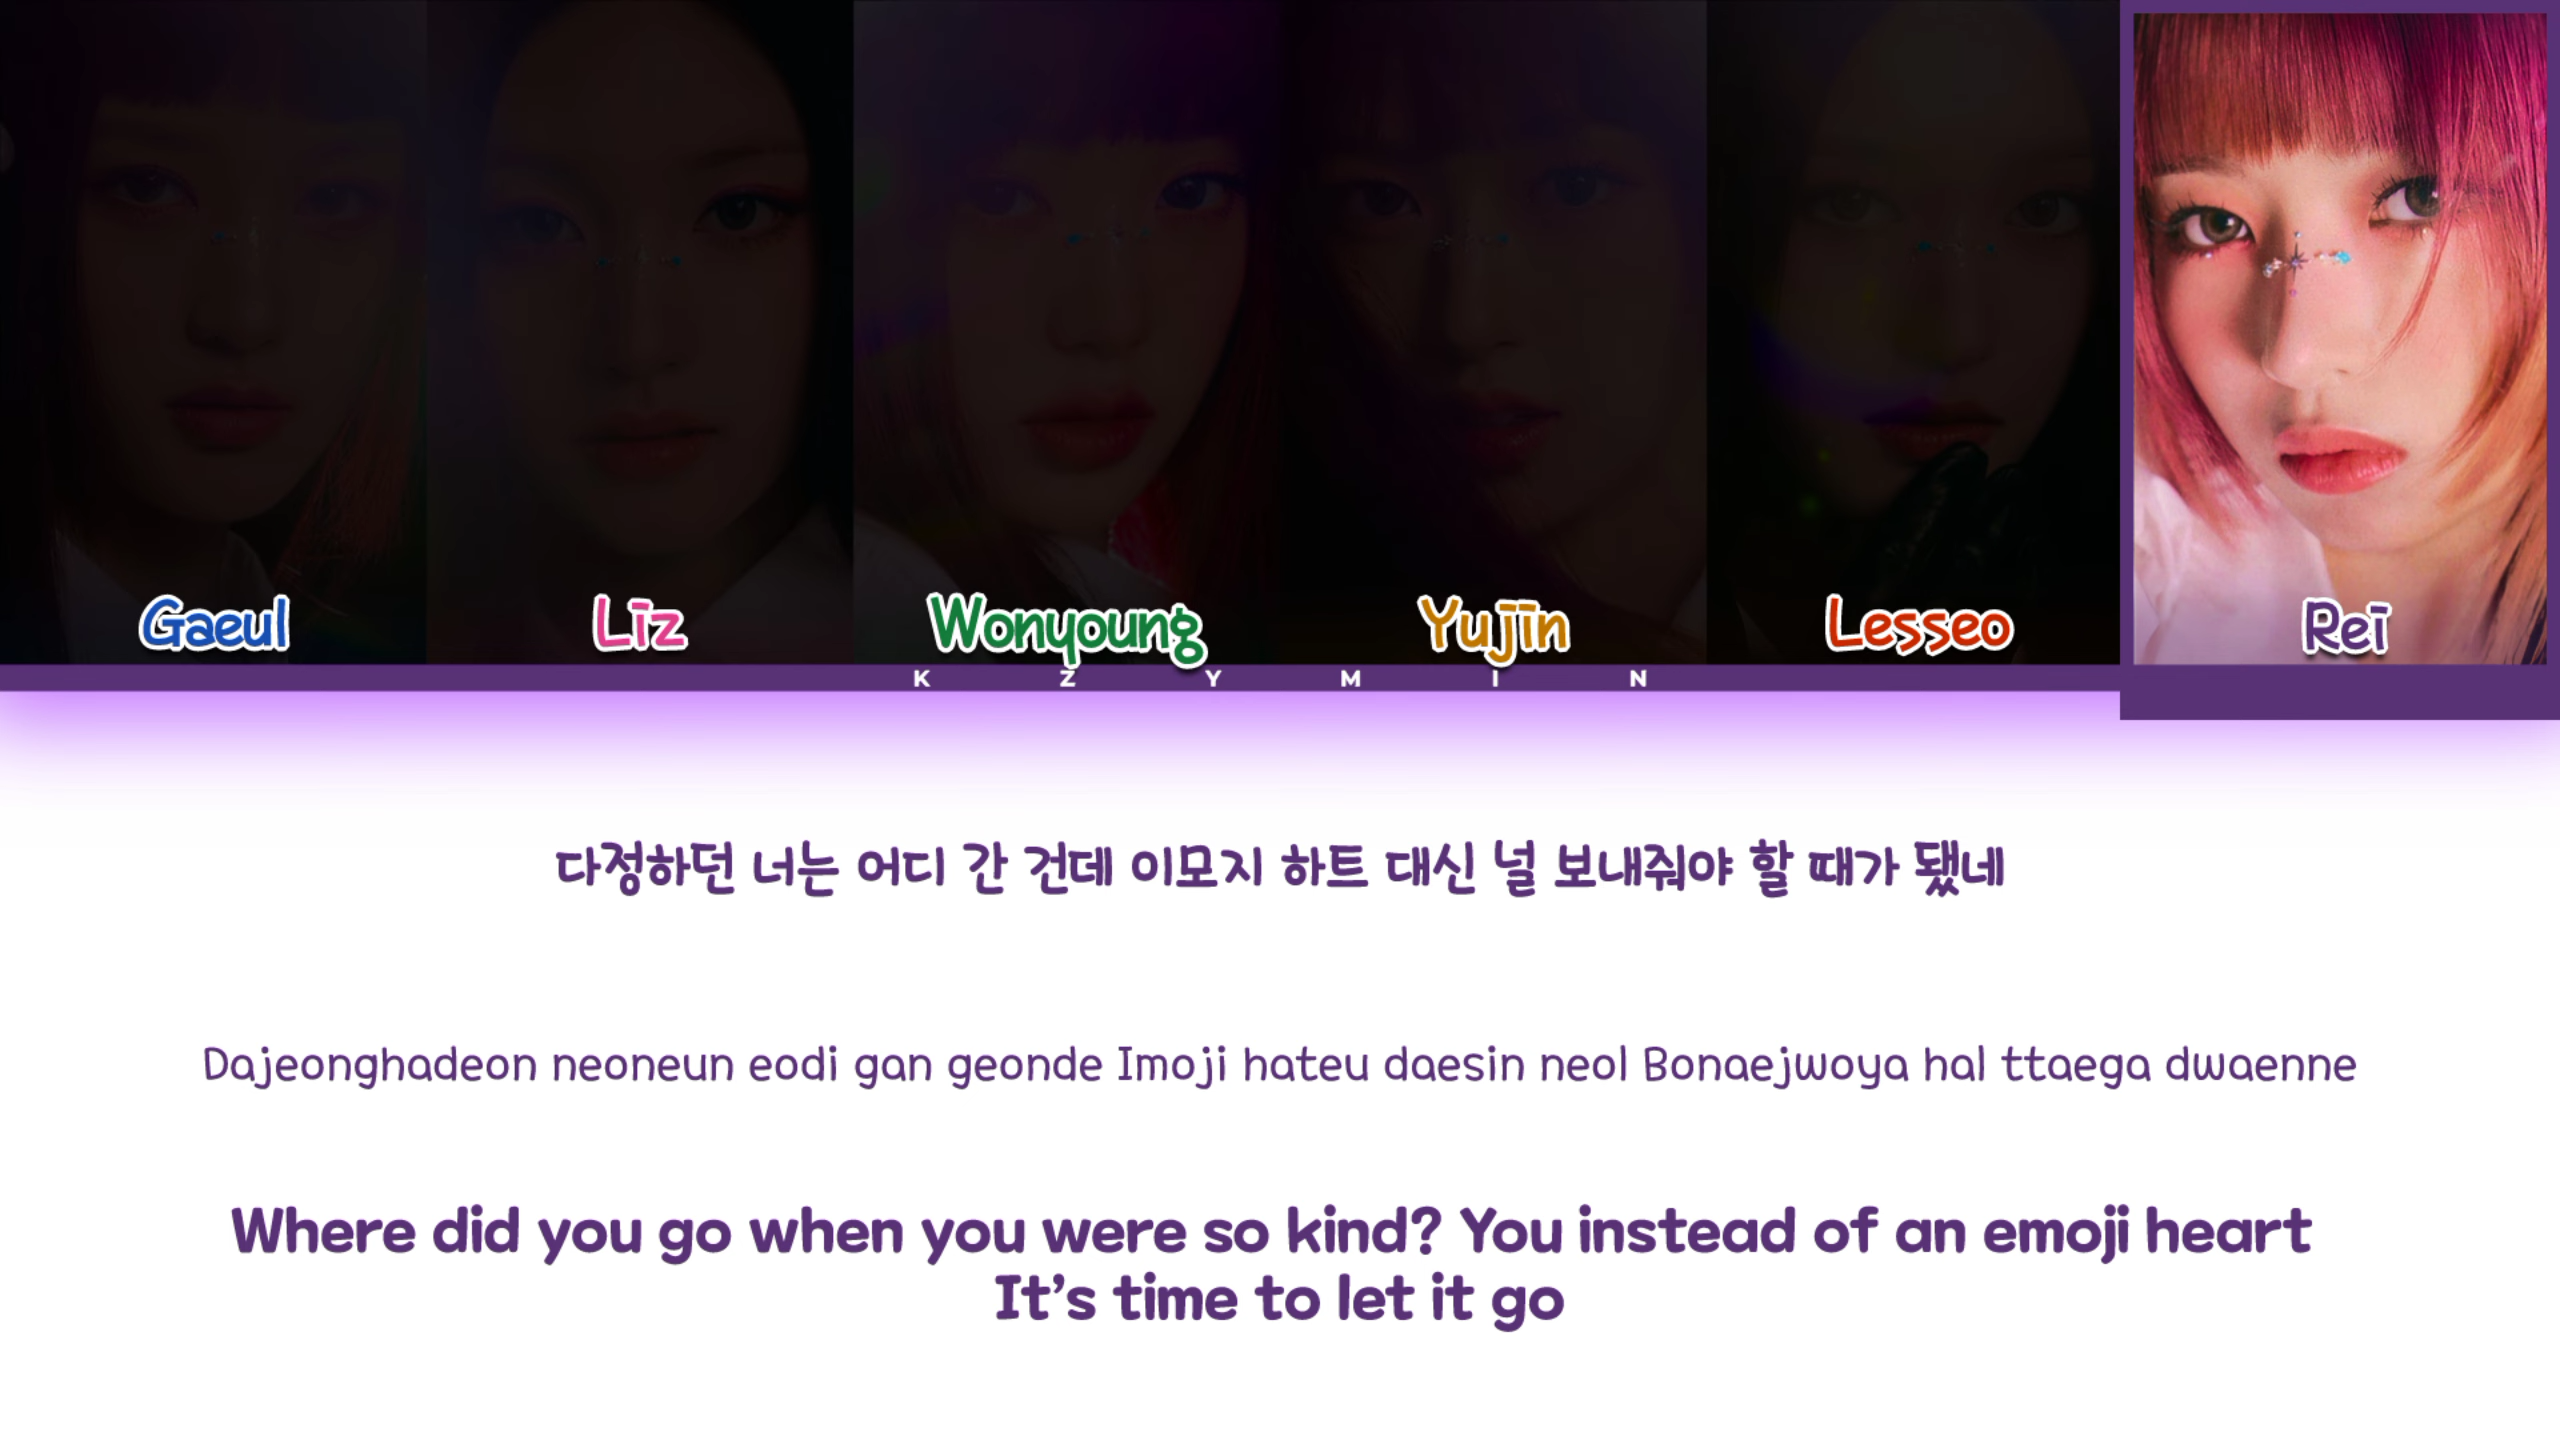 Gaeul Liz Wonyoung Yujin Lesseo Rei
K Z Y M I N
다정하던 너는 어디 간 건데 이모지 하트 대신 널 보내줘야 할 때가 됐네
Dajeonghadeon neoneun eodi gan geonde Imoji hateu daesin neol Bonaejwoya hal ttaega dwaenne
Where did you go when you were so kind? You instead of an emoji heart
It’s time to let it go